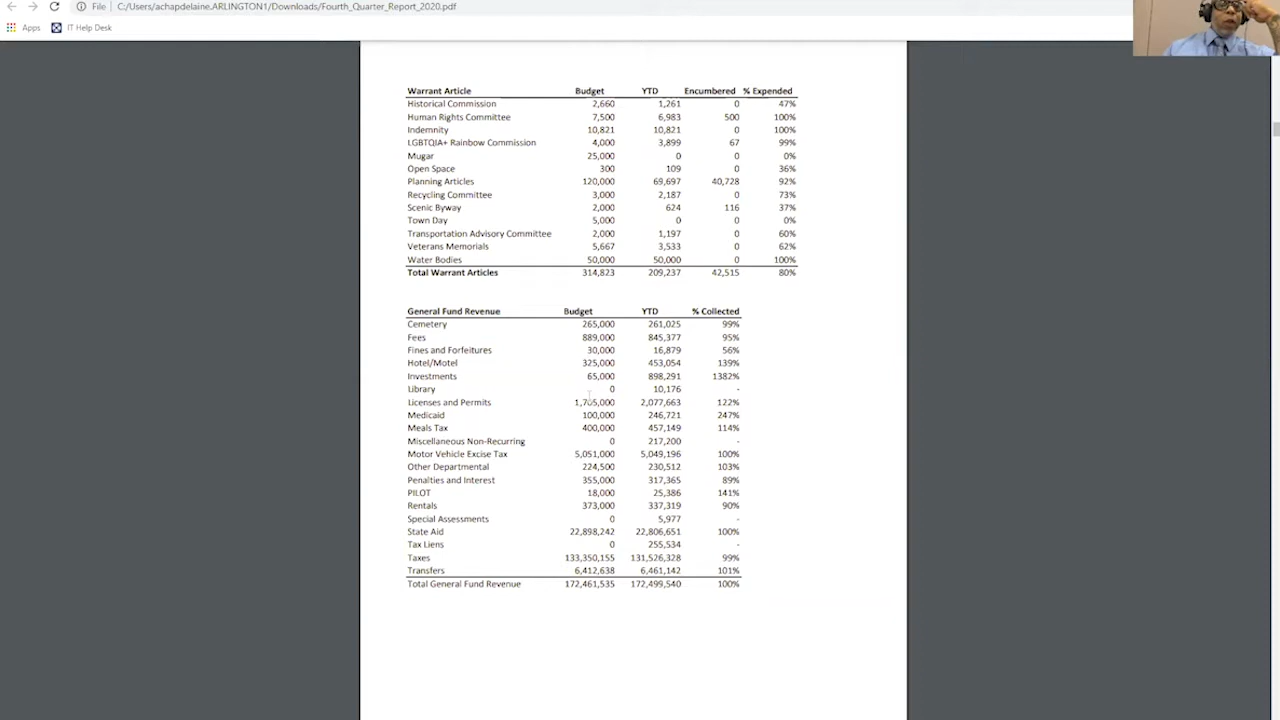 File C:/Users/achapdelaine.ARLINGTON1/Downloads/Fourth_Quarter_Report_2020.pdf
Apps IT Help Desk
Warrant Article Budget YTD Encumbered % Expended
Historical Commission 2,660 1,261 0 47%
Human Rights Committee 7,500 6,983 500 100%
Indemnity 10,821 10,821 0 100%
LGBTQIA+ Rainbow Commission 4,000 3,899 67 99%
Mugar 25,000 0 0 0%
Open Space 300 109 0 36%
Planning Articles 120,000 69,697 40,728 92%
Recycling Committee 3,000 2,187 0 73%
Scenic Byway 2,000 624 116 37%
Town Day 5,000 0 0 0%
Transportation Advisory Committee 2,000 1,197 0 60%
Veterans Memorials 5,667 3,533 0 62%
Water Bodies 50,000 50,000 0 100%
Total Warrant Articles 314,823 209,237 42,515 80%
General Fund Revenue Budget YTD % Collected
Cemetery 265,000 261,025 99%
Fees 889,000 845,377 95%
Fines and Forfeitures 30,000 16,879 56%
Hotel/Motel 325,000 453,054 139%
Investments 65,000 898,291 1382%
Library 0 10,176 -
Licenses and Permits 1,705,000 2,077,663 122%
Medicaid 100,000 246,721 247%
Meals Tax 400,000 457,149 114%
Miscellaneous Non-Recurring 0 217,200 -
Motor Vehicle Excise Tax 5,051,000 5,049,196 100%
Other Departmental 224,500 230,512 103%
Penalties and Interest 355,000 317,365 89%
PILOT 18,000 25,386 141%
Rentals 373,000 337,319 90%
Special Assessments 0 5,977 -
State Aid 22,898,242 22,806,651 100%
Tax Liens 0 255,534 -
Taxes 133,350,155 131,526,328 99%
Transfers 6,412,638 6,461,142 101%
Total General Fund Revenue 172,461,535 172,499,540 100%